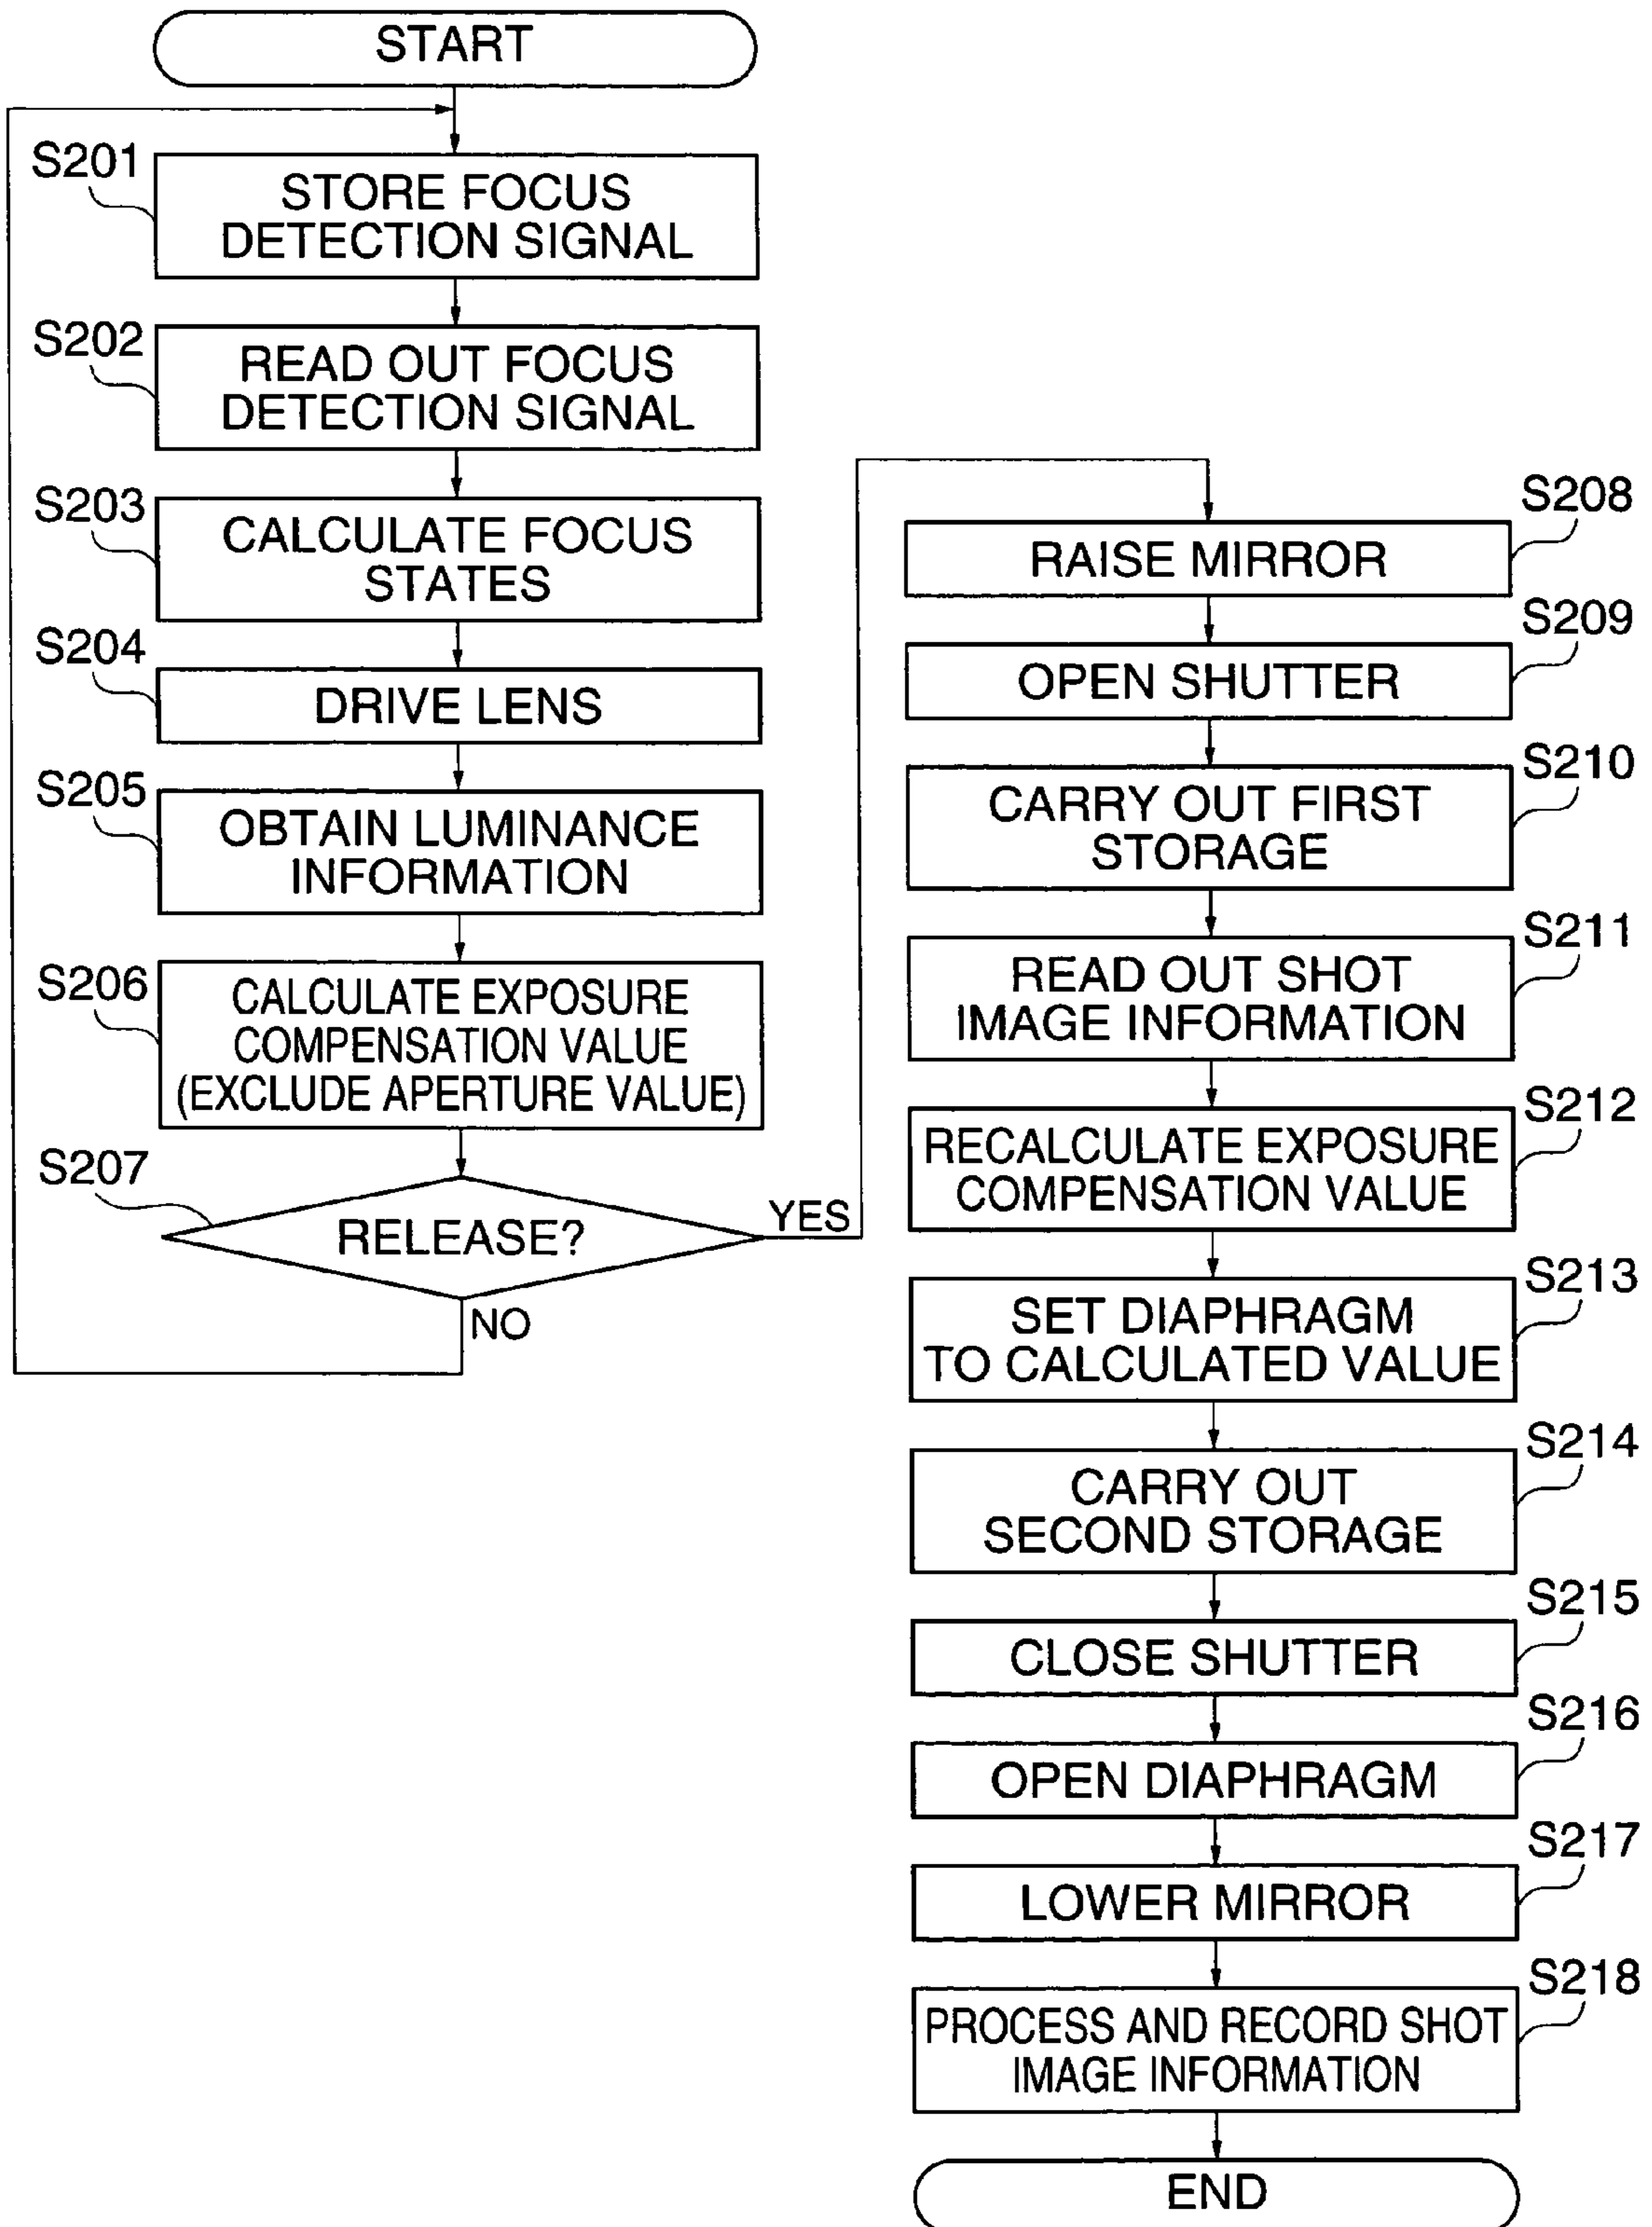 START
S201
STORE FOCUS
DETECTION SIGNAL
S202
READ OUT FOCUS
DETECTION SIGNAL
S203
CALCULATE FOCUS
STATES
S204
DRIVE LENS
S205
OBTAIN LUMINANCE
INFORMATION
S206
CALCULATE EXPOSURE
COMPENSATION VALUE
(EXCLUDE APERTURE VALUE)
S207
RELEASE?
YES
NO
S208
RAISE MIRROR
S209
OPEN SHUTTER
S210
CARRY OUT FIRST
STORAGE
S211
READ OUT SHOT
IMAGE INFORMATION
S212
RECALCULATE EXPOSURE
COMPENSATION VALUE
S213
SET DIAPHRAGM
TO CALCULATED VALUE
S214
CARRY OUT
SECOND STORAGE
S215
CLOSE SHUTTER
S216
OPEN DIAPHRAGM
S217
LOWER MIRROR
S218
PROCESS AND RECORD SHOT
IMAGE INFORMATION
END